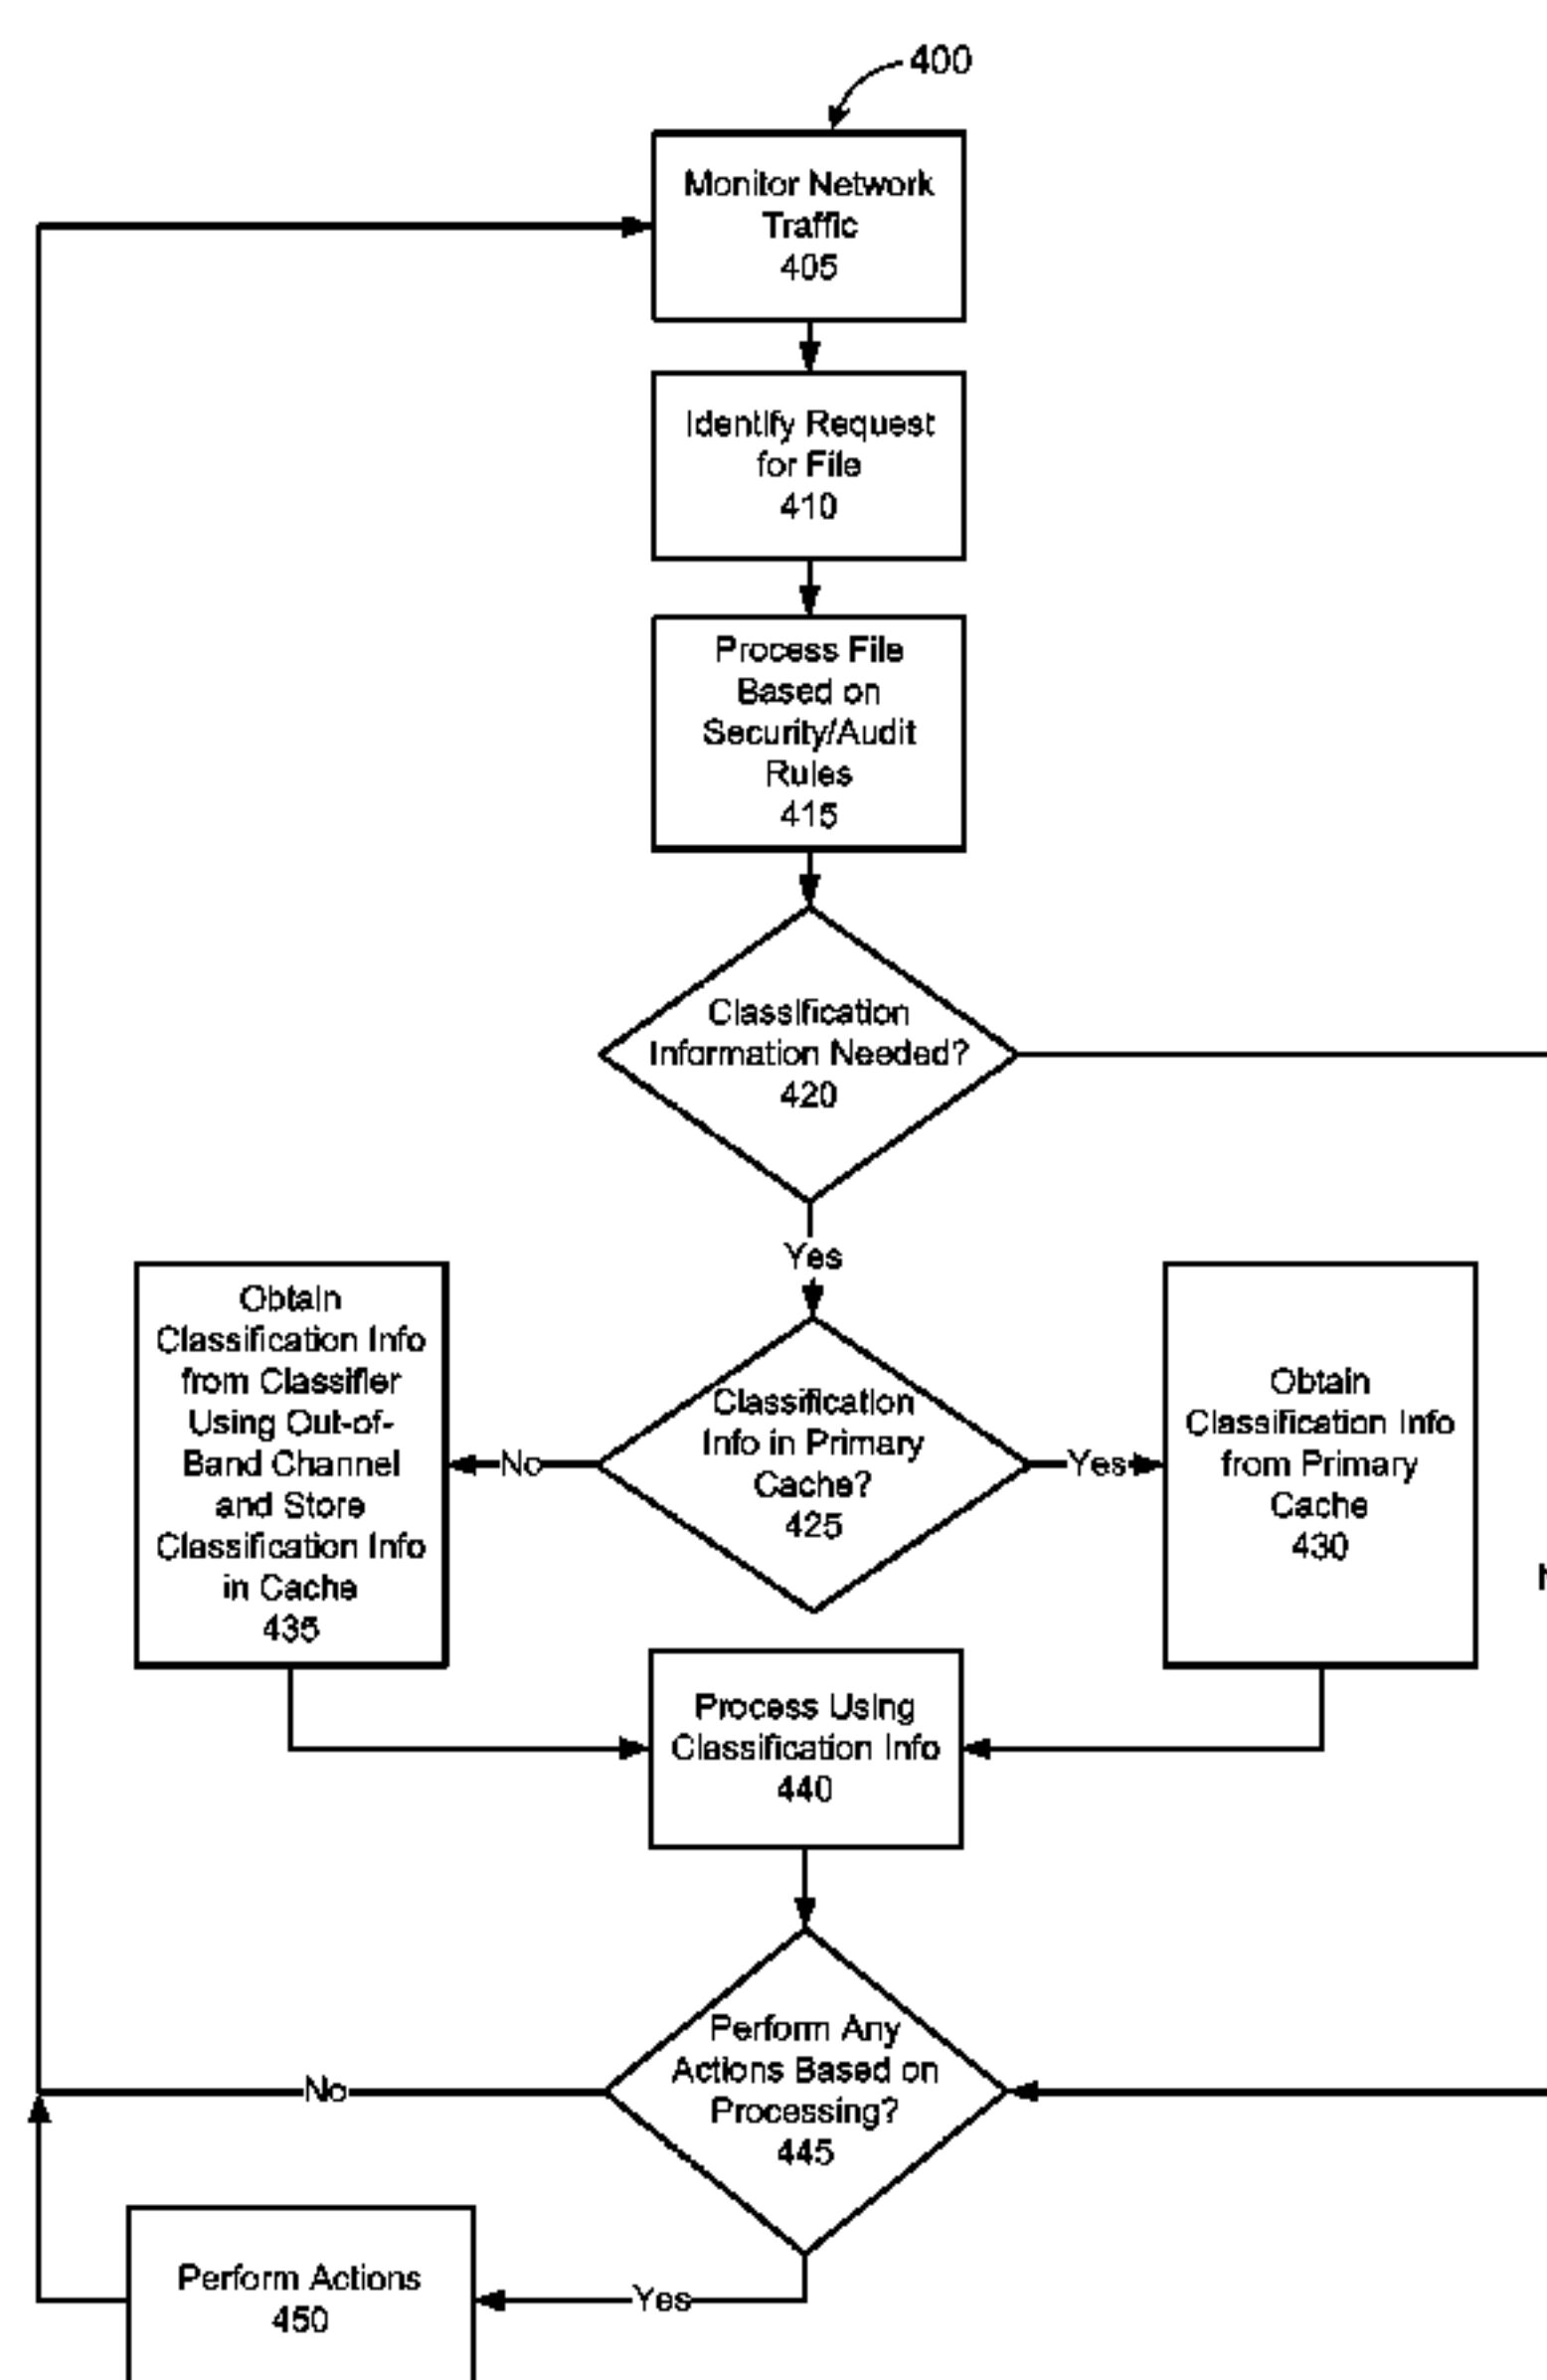 400
Monitor Network
Traffic
405
Identify Request
for File
410
Process File
Based on
Security/Audit
Rules
415
Classification
Information Needed?
420
Yes
Obtain
Classification Info
from Classifier
Using Out-of-
Band Channel
and Store
Classification Info
in Cache
435
No
Classification
Info in Primary
Cache?
425
Yes
Obtain
Classification Info
from Primary
Cache
430
Process Using
Classification Info
440
Perform Any
Actions Based on
Processing?
445
No
Yes
Perform Actions
450